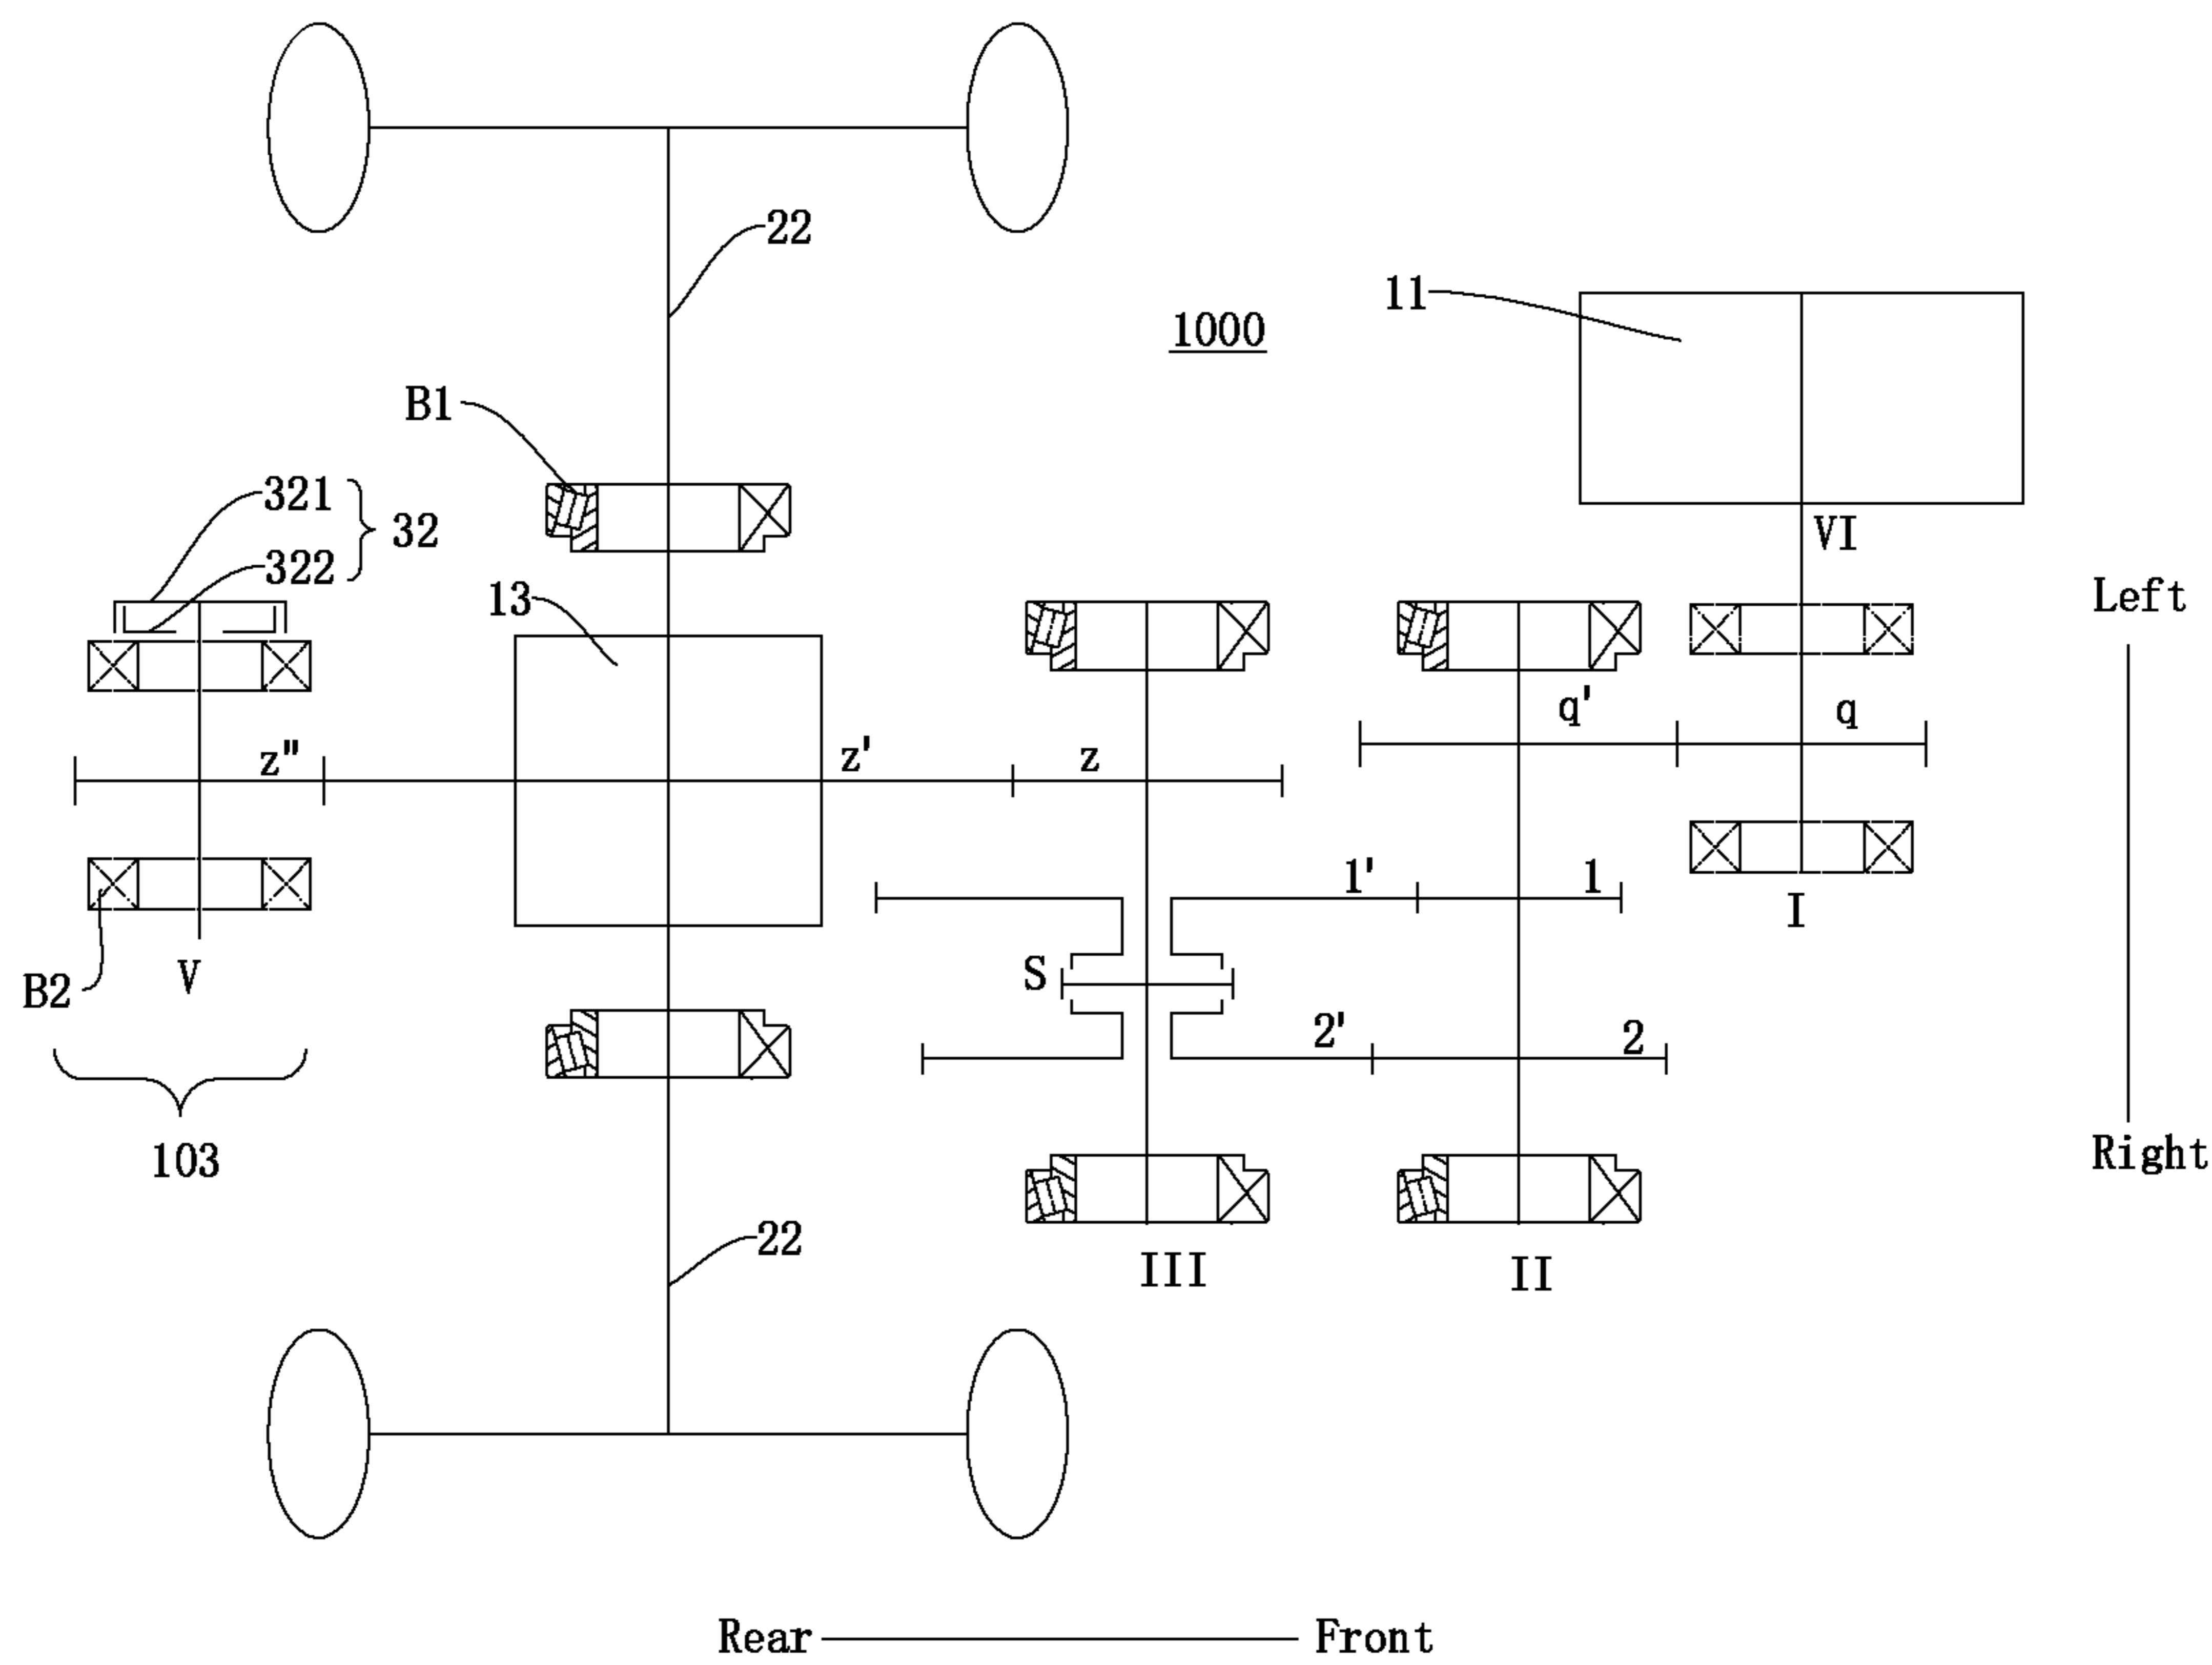 22
11
1000
B1
321
32
VI
322
13
Left
q'
q
z"
z'
z
1'
1
I
S
V
B2
2'
2
103
Right
22
III
II
Rear
Front